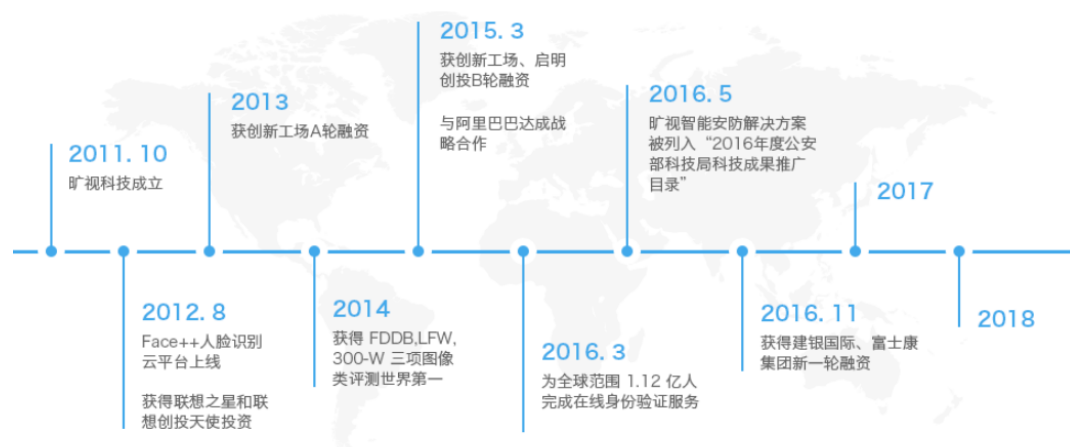 2011. 10
旷视科技成立
2012. 8
Face++人脸识别
云平台上线
获得联想之星和联
想创投天使投资
2013
获创新工场A轮融资
2014
获得 FDDB,LFW,
300-W 三项图像
类评测世界第一
2015. 3
获创新工场、启明
创投B轮融资
与阿里巴巴达成战
略合作
2016. 3
为全球范围 1.12 亿人
完成在线身份验证服务
2016. 5
旷视智能安防解决方案
被列入“2016年度公安
部科技局科技成果推广
目录”
2016. 11
获得建银国际、富士康
集团新一轮融资
2017
2018